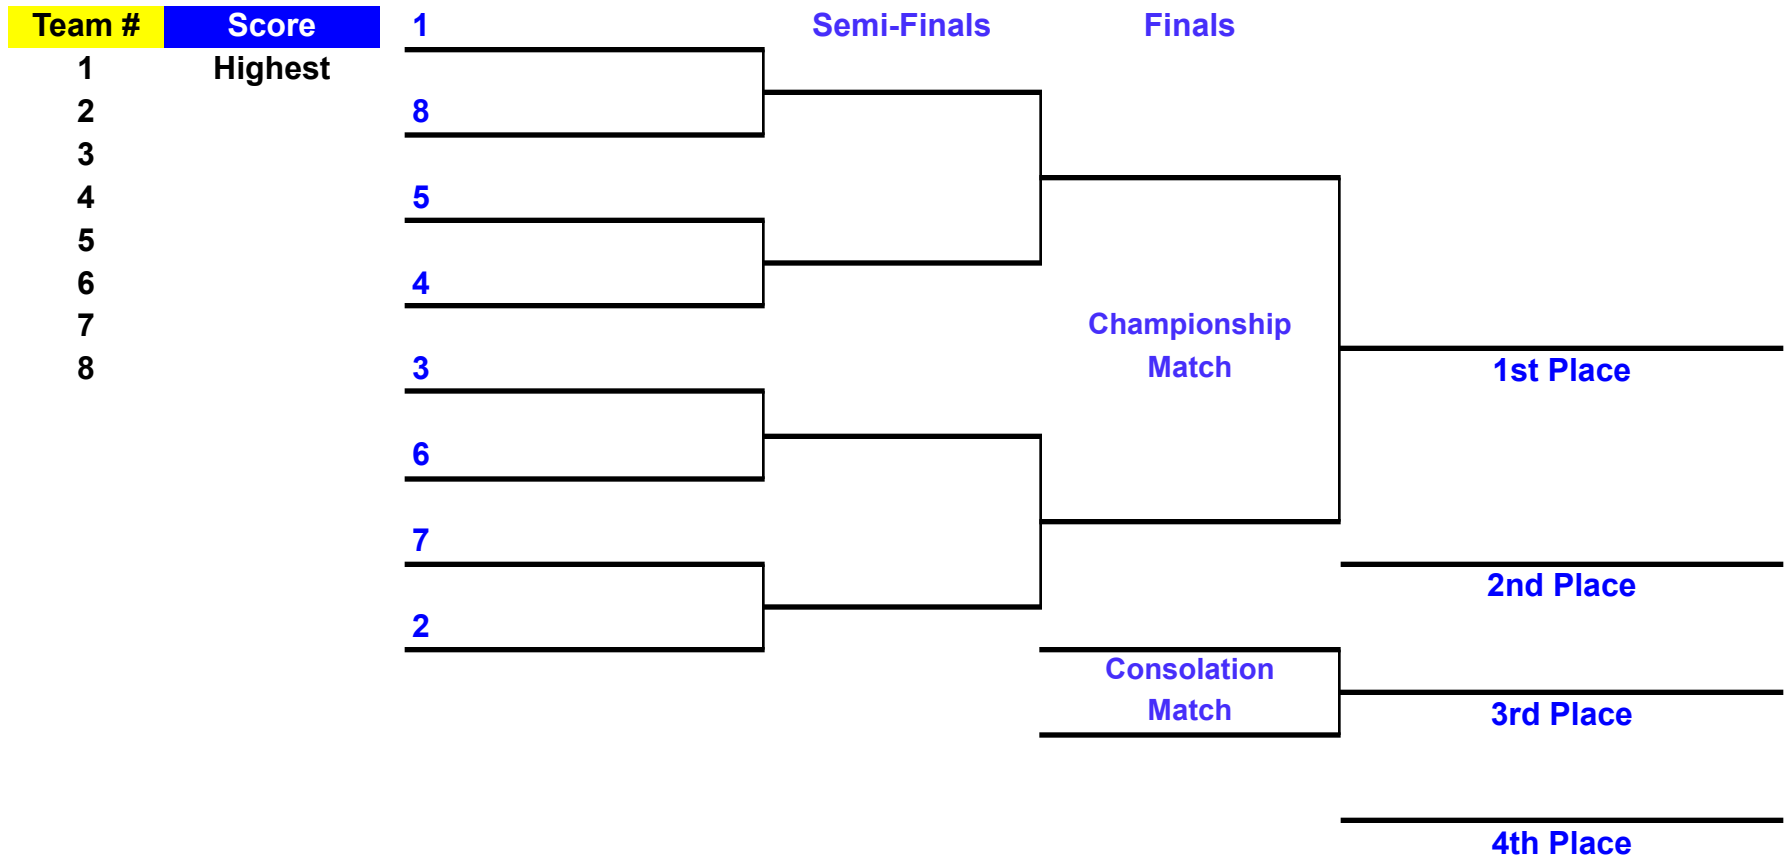 Team # Score 1 Semi-Finals Finals
1 Highest
2 8
3
4 5
5
6 4
7 Championship
8 3 Match 1st Place
6
7
2nd Place
2
Consolation
Match 3rd Place
4th Place